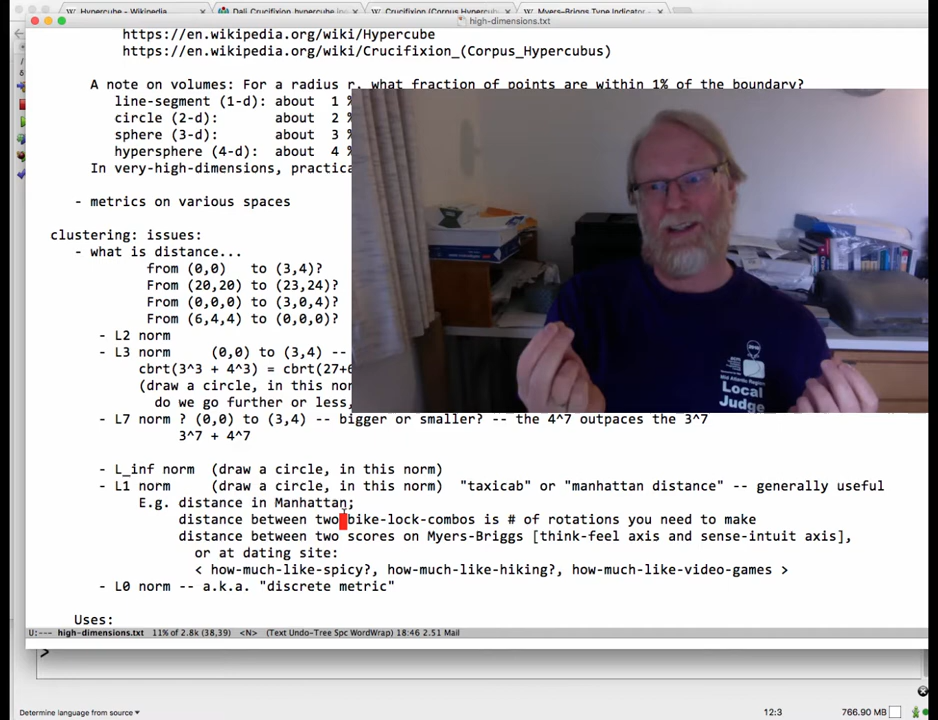 Hypercube - Wikipedia
Dali Crucifixion hypercube
Crucifixion (Corpus Hypercub
Myers–Briggs Type Indicator
high-dimensions.txt
https://en.wikipedia.org/wiki/Hypercube
https://en.wikipedia.org/wiki/Crucifixion_(Corpus_Hypercubus)
A note on volumes: For a radius r, what fraction of points are within 1% of the boundary?
line-segment (1-d): about 1 %
circle (2-d): about 2 %
sphere (3-d): about 3 %
hypersphere (4-d): about 4 %
In very-high-dimensions, practica
- metrics on various spaces
clustering: issues:
- what is distance...
from (0,0) to (3,4)?
From (20,20) to (23,24)?
From (0,0,0) to (3,0,4)?
From (6,4,4) to (0,0,0)?
- L2 norm
- L3 norm (0,0) to (3,4) --
cbrt(3^3 + 4^3) = cbrt(27+6
(draw a circle, in this nor
do we go further or less,
- L7 norm ? (0,0) to (3,4) -- bigger or smaller? -- the 4^7 outpaces the 3^7
3^7 + 4^7
- L_inf norm (draw a circle, in this norm)
- L1 norm (draw a circle, in this norm) "taxicab" or "manhattan distance" -- generally useful
E.g. distance in Manhattan;
distance between two bike-lock-combos is # of rotations you need to make
distance between two scores on Myers-Briggs [think-feel axis and sense-intuit axis],
or at dating site:
< how-much-like-spicy?, how-much-like-hiking?, how-much-like-video-games >
- L0 norm -- a.k.a. "discrete metric"
Uses:
U:--- high-dimensions.txt 11% of 2.8k (38,39) <N> (Text Undo-Tree Spc WordWrap) 18:46 2.51 Mail
>
Determine language from source
12:3
766.90 MB
Mid Atlantic Region
Local
Judge